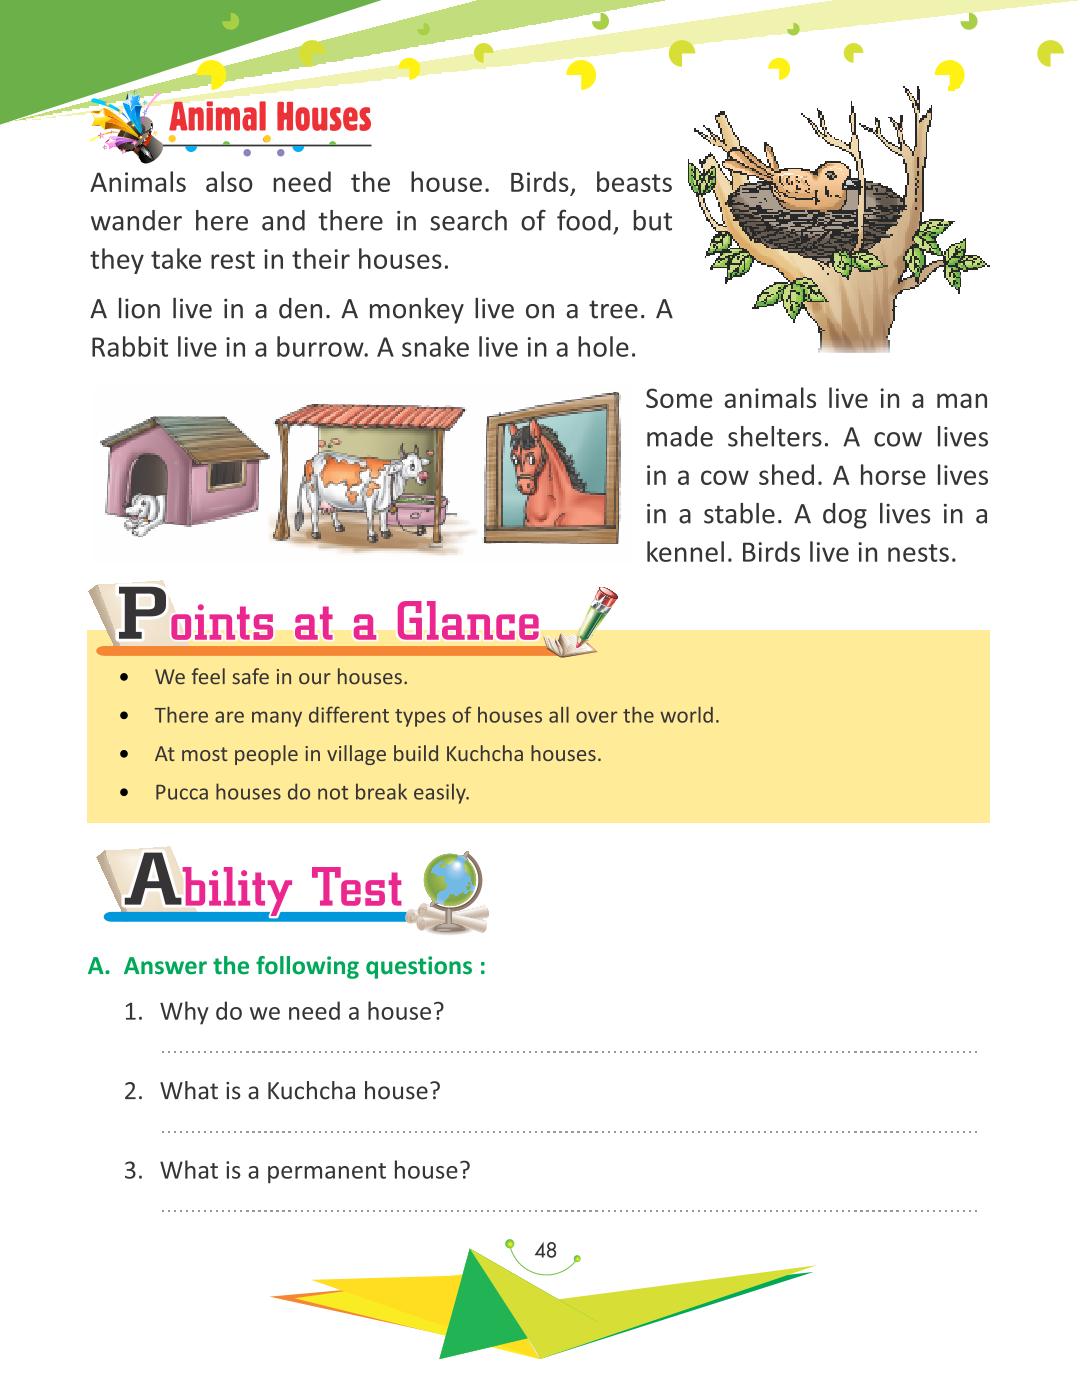 Animal Houses
Animals also need the house. Birds, beasts
wander here and there in search of food, but
they take rest in their houses.
A lion live in a den. A monkey live on a tree. A
Rabbit live in a burrow. A snake live in a hole.
Some animals live in a man
made shelters. A cow lives
in a cow shed. A horse lives
in a stable. A dog lives in a
kennel. Birds live in nests.
Points at a Glance
• We feel safe in our houses.
• There are many different types of houses all over the world.
• At most people in village build Kuchcha houses.
• Pucca houses do not break easily.
Ability Test
A. Answer the following questions :
1. Why do we need a house?
2. What is a Kuchcha house?
3. What is a permanent house?
48